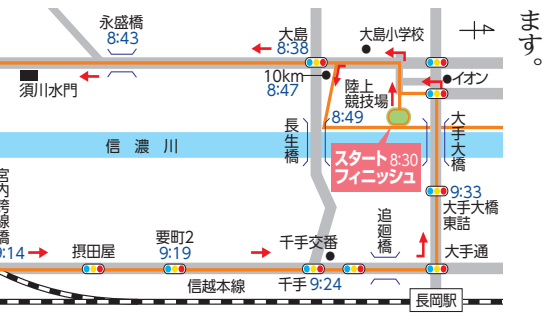 ます。
永盛橋
8:43
大島
8:38
大島小学校
イオン
須川水門
10km
8:47
陸上
競技場
8:49
長生橋
大手大橋
信濃川
スタート8:30
フィニッシュ
9:33
大手大橋
東詰
宮内跨線橋
9:14
摂田屋
要町2
9:19
千手交番
追廻橋
大手通
信越本線
千手9:24
長岡駅